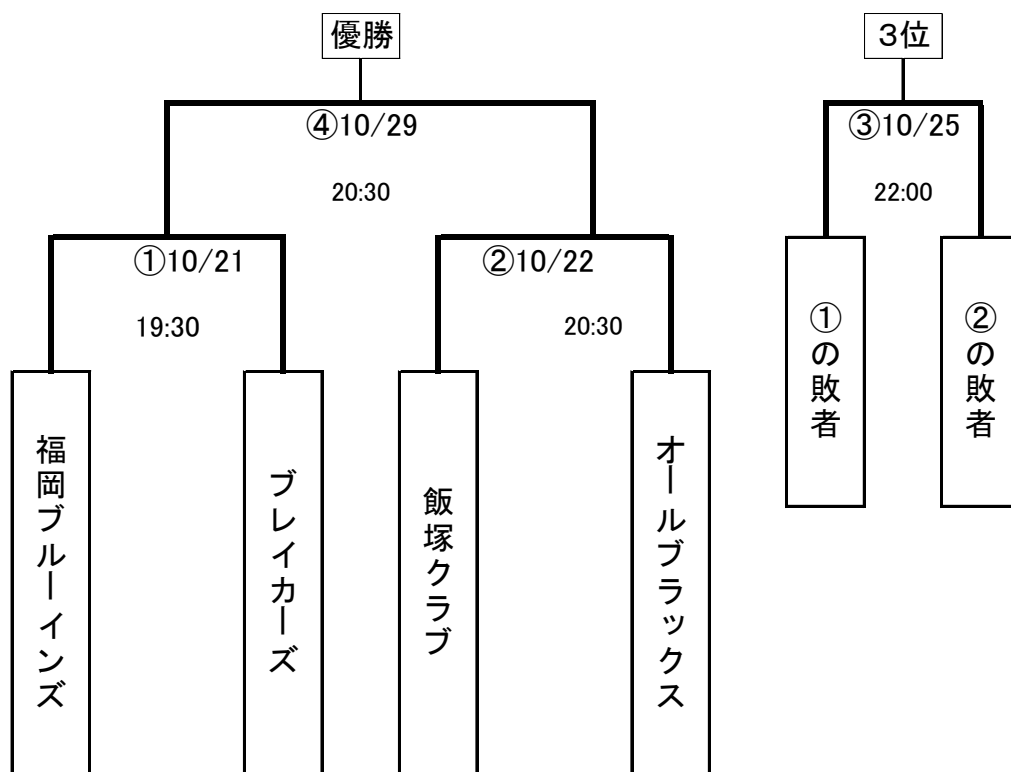 優勝
④10/29
20:30
①10/21
19:30
②10/22
20:30
福岡ブルーインズ
ブレイカーズ
飯塚クラブ
オールブラックス
３位
③10/25
22:00
①の敗者
②の敗者